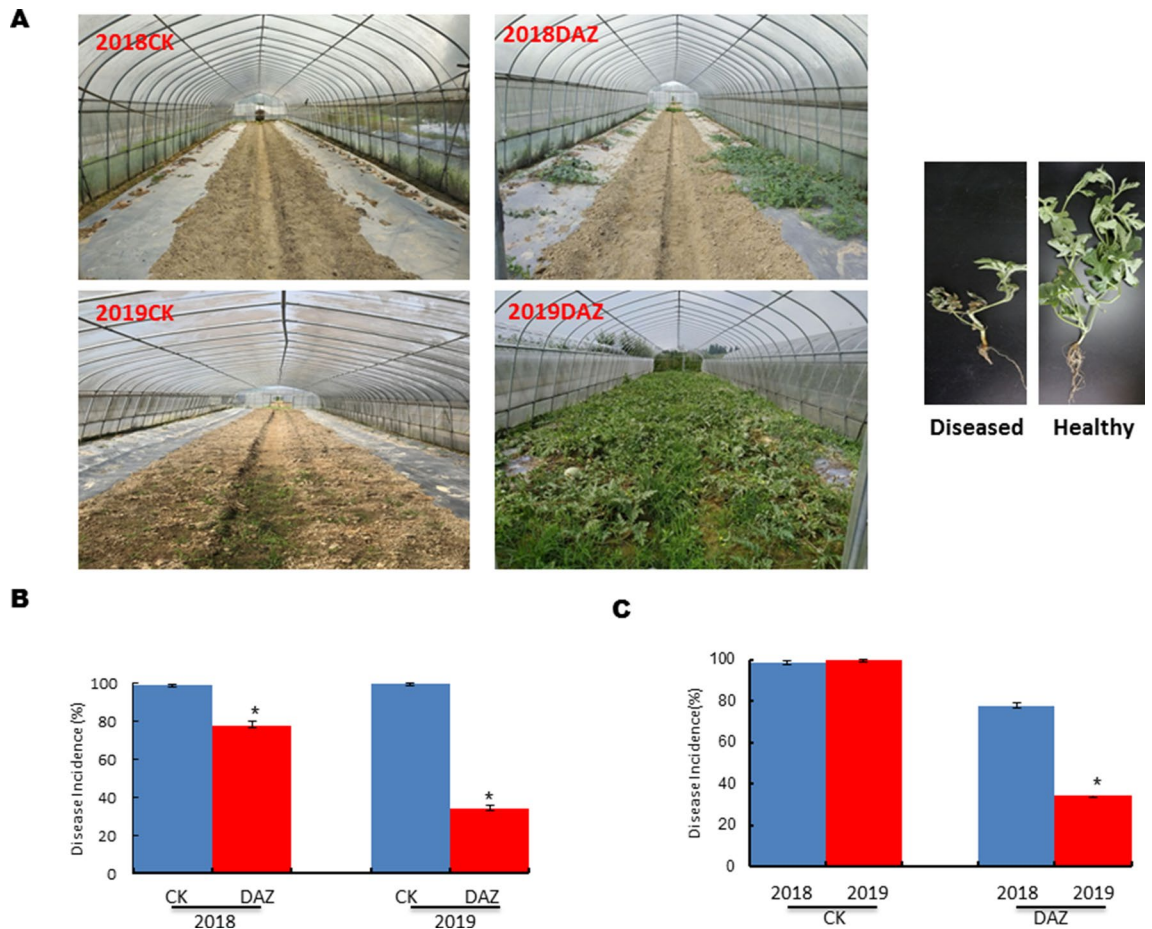 A
2018CK
2018DAZ
2019CK
2019DAZ
Diseased Healthy
B
Disease Incidence(%)
100
80
60
40
20
0
*
*
CK DAZ CK DAZ
2018 2019
C
Disease Incidence(%)
100
80
60
40
20
0
*
2018 2019 2018 2019
CK DAZ